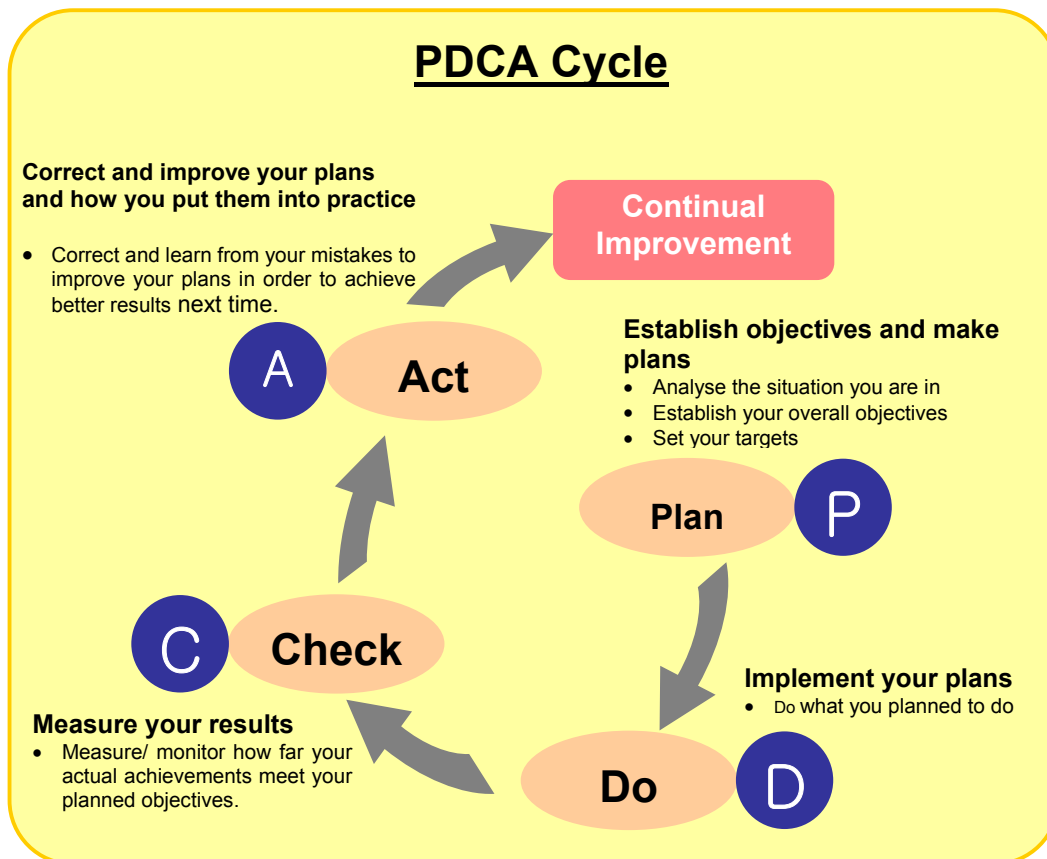 PDCA Cycle
Correct and improve your plans
and how you put them into practice
• Correct and learn from your mistakes to
improve your plans in order to achieve
better results next time.
Continual
Improvement
A
Act
Establish objectives and make
plans
• Analyse the situation you are in
• Establish your overall objectives
• Set your targets
Plan
P
C
Check
Measure your results
• Measure/ monitor how far your
actual achievements meet your
planned objectives.
Implement your plans
• Do what you planned to do
Do
D